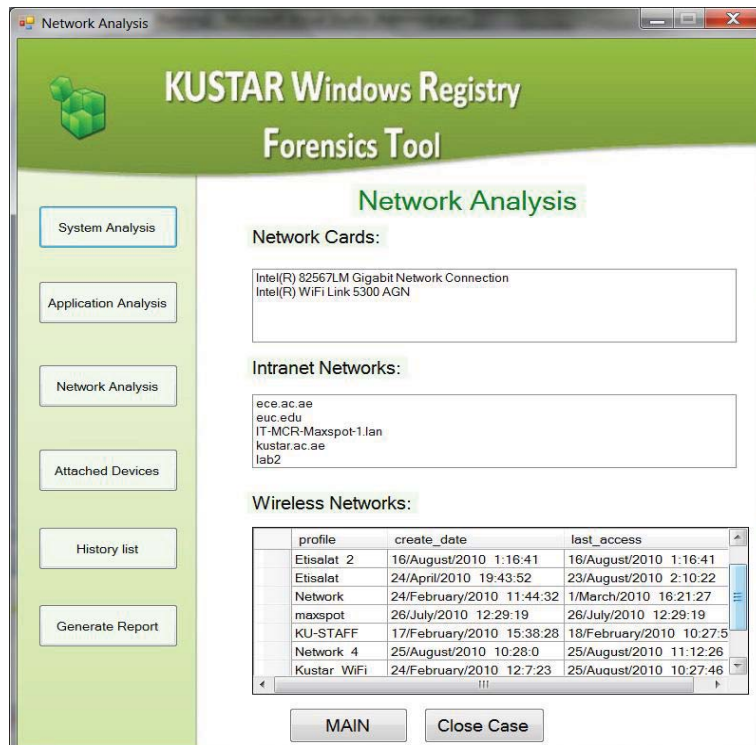 Network Analysis
KUSTAR Windows Registry
Forensics Tool
System Analysis
Application Analysis
Network Analysis
Attached Devices
History list
Generate Report
Network Analysis
Network Cards:
Intel(R) 82567LM Gigabit Network Connection
Intel(R) WiFi Link 5300 AGN
Intranet Networks:
ece.ac.ae
euc.edu
IT-MCR-Maxspot-1.lan
kustar.ac.ae
lab2
Wireless Networks:
profile create_date last_access
Etisalat 2 16/August/2010 1:16:41 16/August/2010 1:16:41
Etisalat 24/April/2010 19:43:52 23/August/2010 2:10:22
Network 24/February/2010 11:44:32 1/March/2010 16:21:27
maxspot 26/July/2010 12:29:19 26/July/2010 12:29:19
KU-STAFF 17/February/2010 15:38:28 18/February/2010 10:27:5
Network 4 25/August/2010 10:28:0 25/August/2010 11:12:26
Kustar WiFi 24/February/2010 12:7:23 25/August/2010 10:27:46
MAIN Close Case